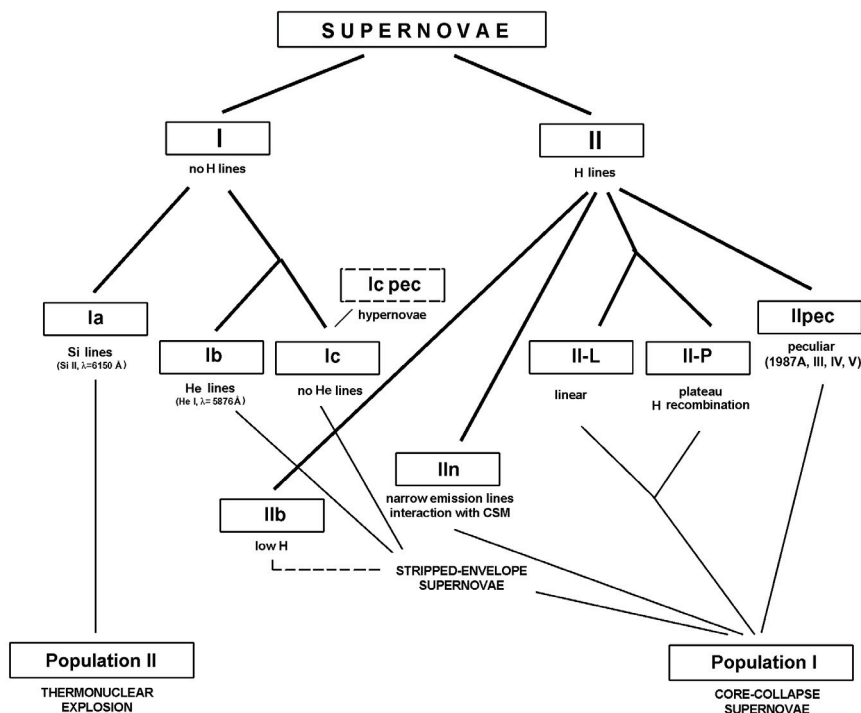 SUPERNOVAE
I
no H lines
II
H lines
Ic pec
hypernovae
Ia
Si lines
(Si II, λ=6150 Å)
Ib
He lines
(He I, λ=5876Å)
Ic
no He lines
II-L
linear
II-P
plateau
H recombination
IIpec
peculiar
(1987A, III, IV, V)
IIn
narrow emission lines
interaction with CSM
IIb
low H
STRIPPED-ENVELOPE
SUPERNOVAE
Population II
THERMONUCLEAR
EXPLOSION
Population I
CORE-COLLAPSE
SUPERNOVAE